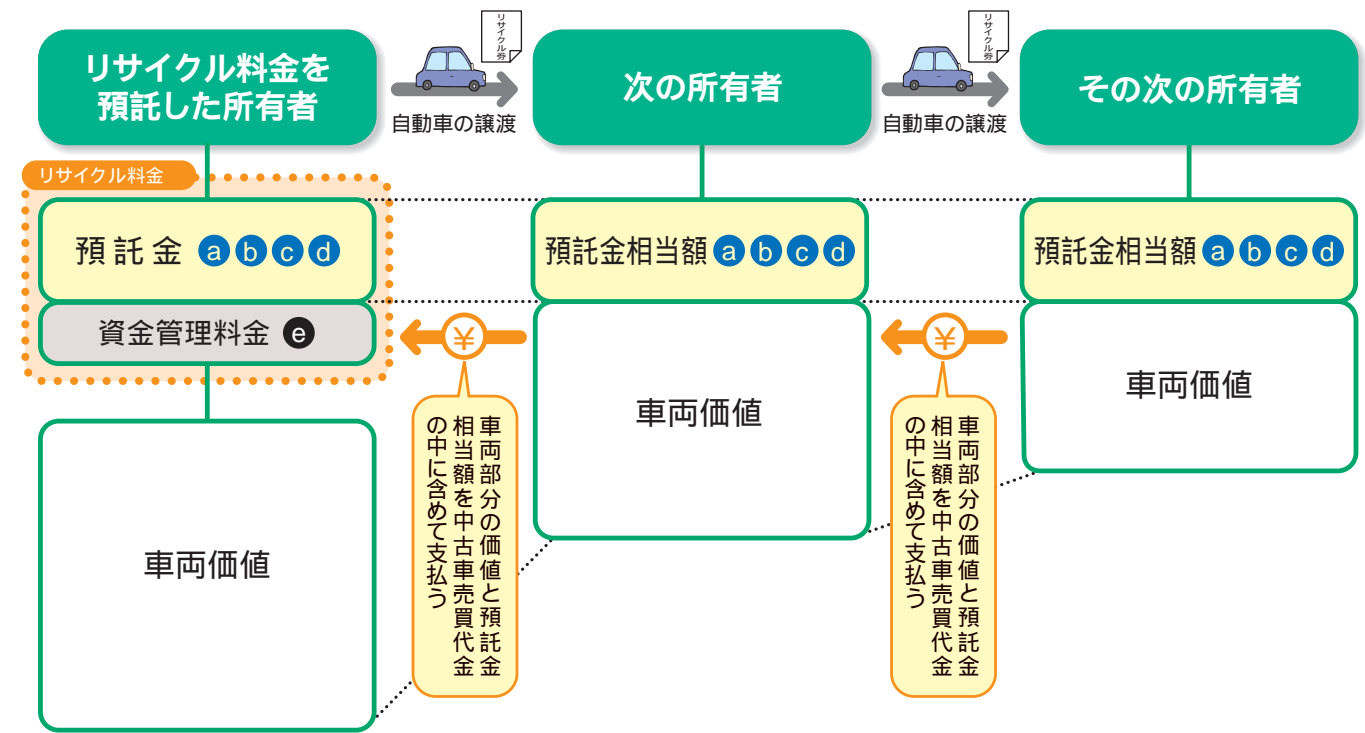 リサイクル料金を
預託した所有者
リサイクル券
自動車の譲渡
次の所有者
リサイクル券
自動車の譲渡
その次の所有者
リサイクル料金
預託金 a b c d
預託金相当額 a b c d
預託金相当額 a b c d
資金管理料金 e
¥
¥
車両価値
車両価値
車両価値
車両部分の価値と預託金
相当額を中古車売買代金
の中に含めて支払う
車両部分の価値と預託金
相当額を中古車売買代金
の中に含めて支払う